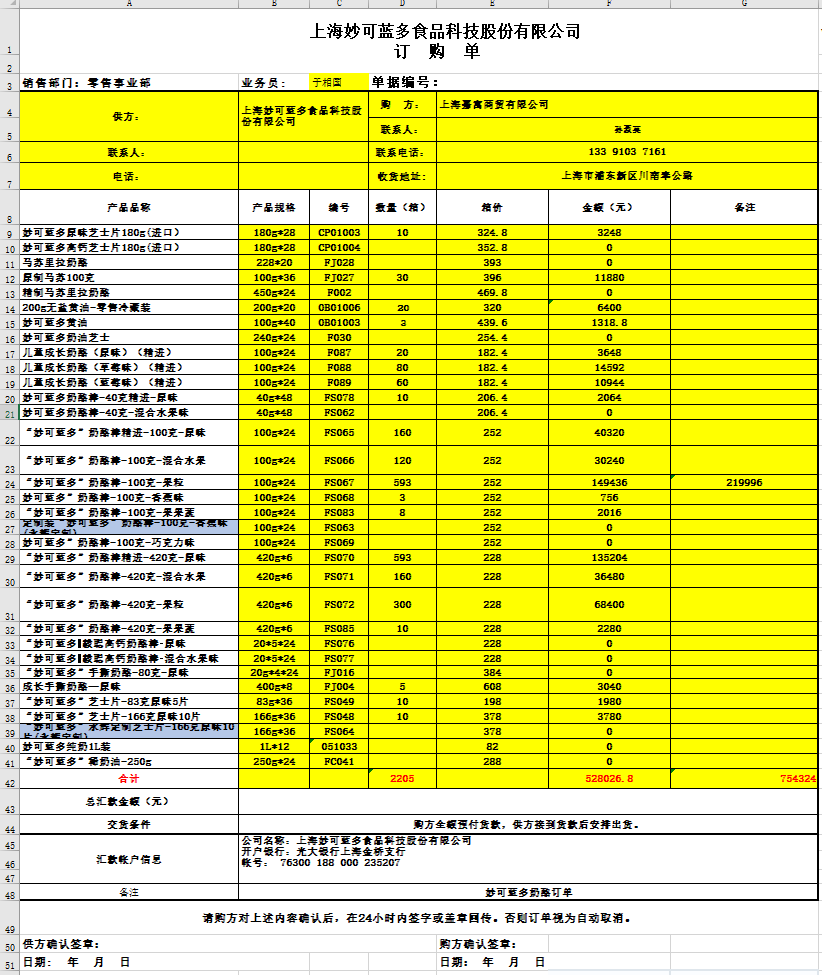 A B C D E F G
1 上海妙可蓝多食品科技股份有限公司
订 购 单
2
3 销售部门：零售事业部 业务员： 于相国 单据编号：
4 供方： 上海妙可蓝多食品科技股份有限公司 购 方： 上海嘉寓商贸有限公司
5 联系人：
6 联系人： 联系电话： 133 9103 7161
7 电话： 收货地址： 上海市浦东新区川南奉公路
8 产品品称 产品规格 编号 数量（箱） 箱价 金额（元） 备注
9 妙可蓝多原味芝士片180g(进口) 180g*28 CP01003 10 324.8 3248
10 妙可蓝多高钙芝士片180g(进口) 180g*28 CP01004 352.8 0
11 马苏里拉奶酪 228*20 FJ028 393 0
12 原制马苏100克 100g*36 FJ027 30 396 11880
13 精制马苏里拉奶酪 450g*24 F002 469.8 0
14 200g无盐黄油-零售冷藏装 200g*20 OB01006 20 320 6400
15 妙可蓝多黄油 100g*40 OB01003 3 439.6 1318.8
16 妙可蓝多奶油芝士 240g*24 F030 254.4 0
17 儿童成长奶酪（原味）（精进） 100g*24 F087 20 182.4 3648
18 儿童成长奶酪（草莓味）（精进） 100g*24 F088 80 182.4 14592
19 儿童成长奶酪（蓝莓味）（精进） 100g*24 F089 60 182.4 10944
20 妙可蓝多奶酪棒-40克精进-原味 40g*48 FS078 10 206.4 2064
21 妙可蓝多奶酪棒-40克-混合水果味 40g*48 FS062 206.4 0
22 “妙可蓝多”奶酪棒精进-100克-原味 100g*24 FS065 160 252 40320
23 “妙可蓝多”奶酪棒-100克-混合水果 100g*24 FS066 120 252 30240
24 “妙可蓝多”奶酪棒-100克-果粒 100g*24 FS067 593 252 149436 219996
25 妙可蓝多”奶酪棒-100克-香蕉味 100g*24 FS068 3 252 756
26 “妙可蓝多”奶酪棒-100克-果果蔬 100g*24 FS083 8 252 2016
27 定制装“妙可蓝多”奶酪棒-100克-香蕉味(永辉定制) 100g*24 FS063 252 0
28 妙可蓝多”奶酪棒-100克-巧克力味 100g*24 FS069 252 0
29 “妙可蓝多”奶酪棒精进-420克-原味 420g*6 FS070 593 228 135204
30 “妙可蓝多”奶酪棒-420克-混合水果 420g*6 FS071 160 228 36480
31 “妙可蓝多”奶酪棒-420克-果粒 420g*6 FS072 300 228 68400
32 “妙可蓝多”奶酪棒-420克-果果蔬 420g*6 FS085 10 228 2280
33 “妙可蓝多”毅聪高钙奶酪棒-原味 20*5*24 FS076 228 0
34 “妙可蓝多”毅聪高钙奶酪棒-混合水果味 20*5*24 FS077 228 0
35 “妙可蓝多”手撕奶酪-80克-原味 20g*4*24 FJ016 384 0
36 成长手撕奶酪—原味 400g*8 FJ004 5 608 3040
37 “妙可蓝多”芝士片-83克原味5片 83g*36 FS049 10 198 1980
38 “妙可蓝多”芝士片-166克原味10片 166g*36 FS048 10 378 3780
39 “妙可蓝多”永辉定制芝士片-166克原味10片(永辉定制) 166g*36 FS064 378 0
40 妙可蓝多纯奶1L装 1L*12 051033 82 0
41 “妙可蓝多”稀奶油-250g 250g*24 FC041 288 0
42 合计 2205 528026.8 754324
43 总汇款金额（元）
44 交货条件 购方全额预付货款，供方接到货款后安排出货。
45 公司名称：上海妙可蓝多食品科技股份有限公司
开户银行：光大银行上海金桥支行
46 汇款帐户信息 帐号： 76300 188 000 235207
47
48 备注 妙可蓝多奶酪订单
49 请购方对上述内容确认后，在24小时内签字或盖章回传。否则订单视为自动取消。
50 供方确认签章： 购方确认签章：
51 日期： 年 月 日 日期： 年 月 日